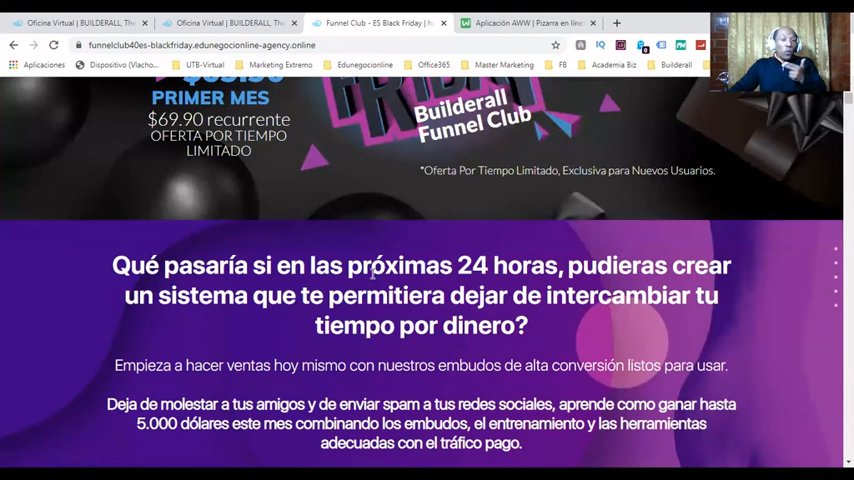 Oficina Virtual | BUILDERALL, The
Oficina Virtual | BUILDERALL, The
Funnel Club - ES Black Friday | ho
Aplicación AWW | Pizarra en línea
funnelclub40es-blackfriday.edunegocionline-agency.online
Aplicaciones
Dispositivo (Vlacho...
UTB-Virtual
Marketing Extremo
Edunegocionline
Office365
Master Marketing
FB
Academia Biz
Builderall
PRIMER MES
$69.90 recurrente
OFERTA POR TIEMPO
LIMITADO
FRIDAY
Builderall
Funnel Club
*Oferta Por Tiempo Limitado, Exclusiva para Nuevos Usuarios.
Qué pasaría si en las próximas 24 horas, pudieras crear
un sistema que te permitiera dejar de intercambiar tu
tiempo por dinero?
Empieza a hacer ventas hoy mismo con nuestros embudos de alta conversión listos para usar.
Deja de molestar a tus amigos y de enviar spam a tus redes sociales, aprende como ganar hasta
5.000 dólares este mes combinando los embudos, el entrenamiento y las herramientas
adecuadas con el tráfico pago.